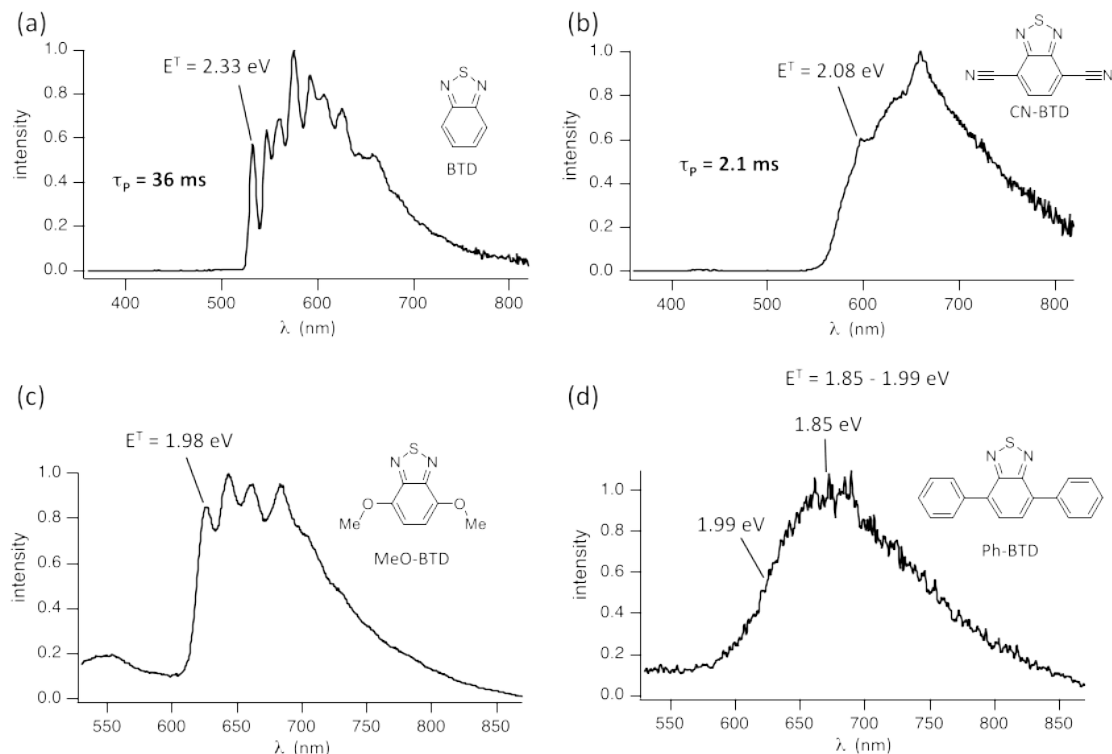 (a)
E^T = 2.33 eV
τ_P = 36 ms
S
N N
BTD
intensity
1.0
0.8
0.6
0.4
0.2
0.0
400 500 600 700 800
λ (nm)
(b)
E^T = 2.08 eV
τ_P = 2.1 ms
S
N N
N N
CN-BTD
intensity
1.0
0.8
0.6
0.4
0.2
0.0
400 500 600 700 800
λ (nm)
(c)
E^T = 1.98 eV
S
N N
O O
Me Me
MeO-BTD
intensity
1.0
0.8
0.6
0.4
0.2
0.0
550 600 650 700 750 800 850
λ (nm)
E^T = 1.85 - 1.99 eV
(d)
1.85 eV
1.99 eV
S
N N
Ph-BTD
intensity
1.0
0.8
0.6
0.4
0.2
0.0
550 600 650 700 750 800 850
λ (nm)